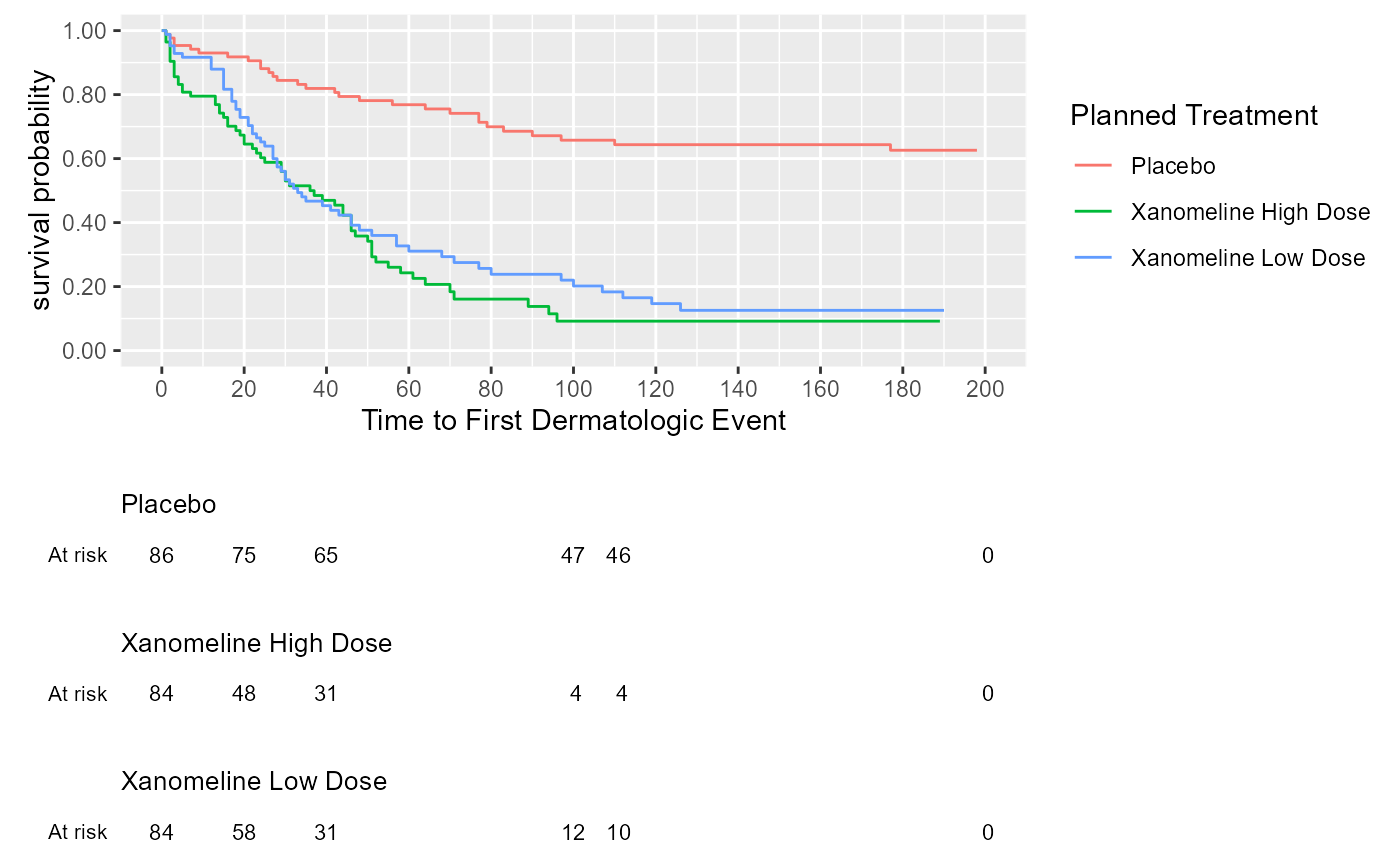 survival probability
1.00
0.80
0.60
0.40
0.20
0.00
0 20 40 60 80 100 120 140 160 180 200
Time to First Dermatologic Event
Planned Treatment
Placebo
Xanomeline High Dose
Xanomeline Low Dose
Placebo
At risk 86 75 65 47 46 0
Xanomeline High Dose
At risk 84 48 31 4 4 0
Xanomeline Low Dose
At risk 84 58 31 12 10 0